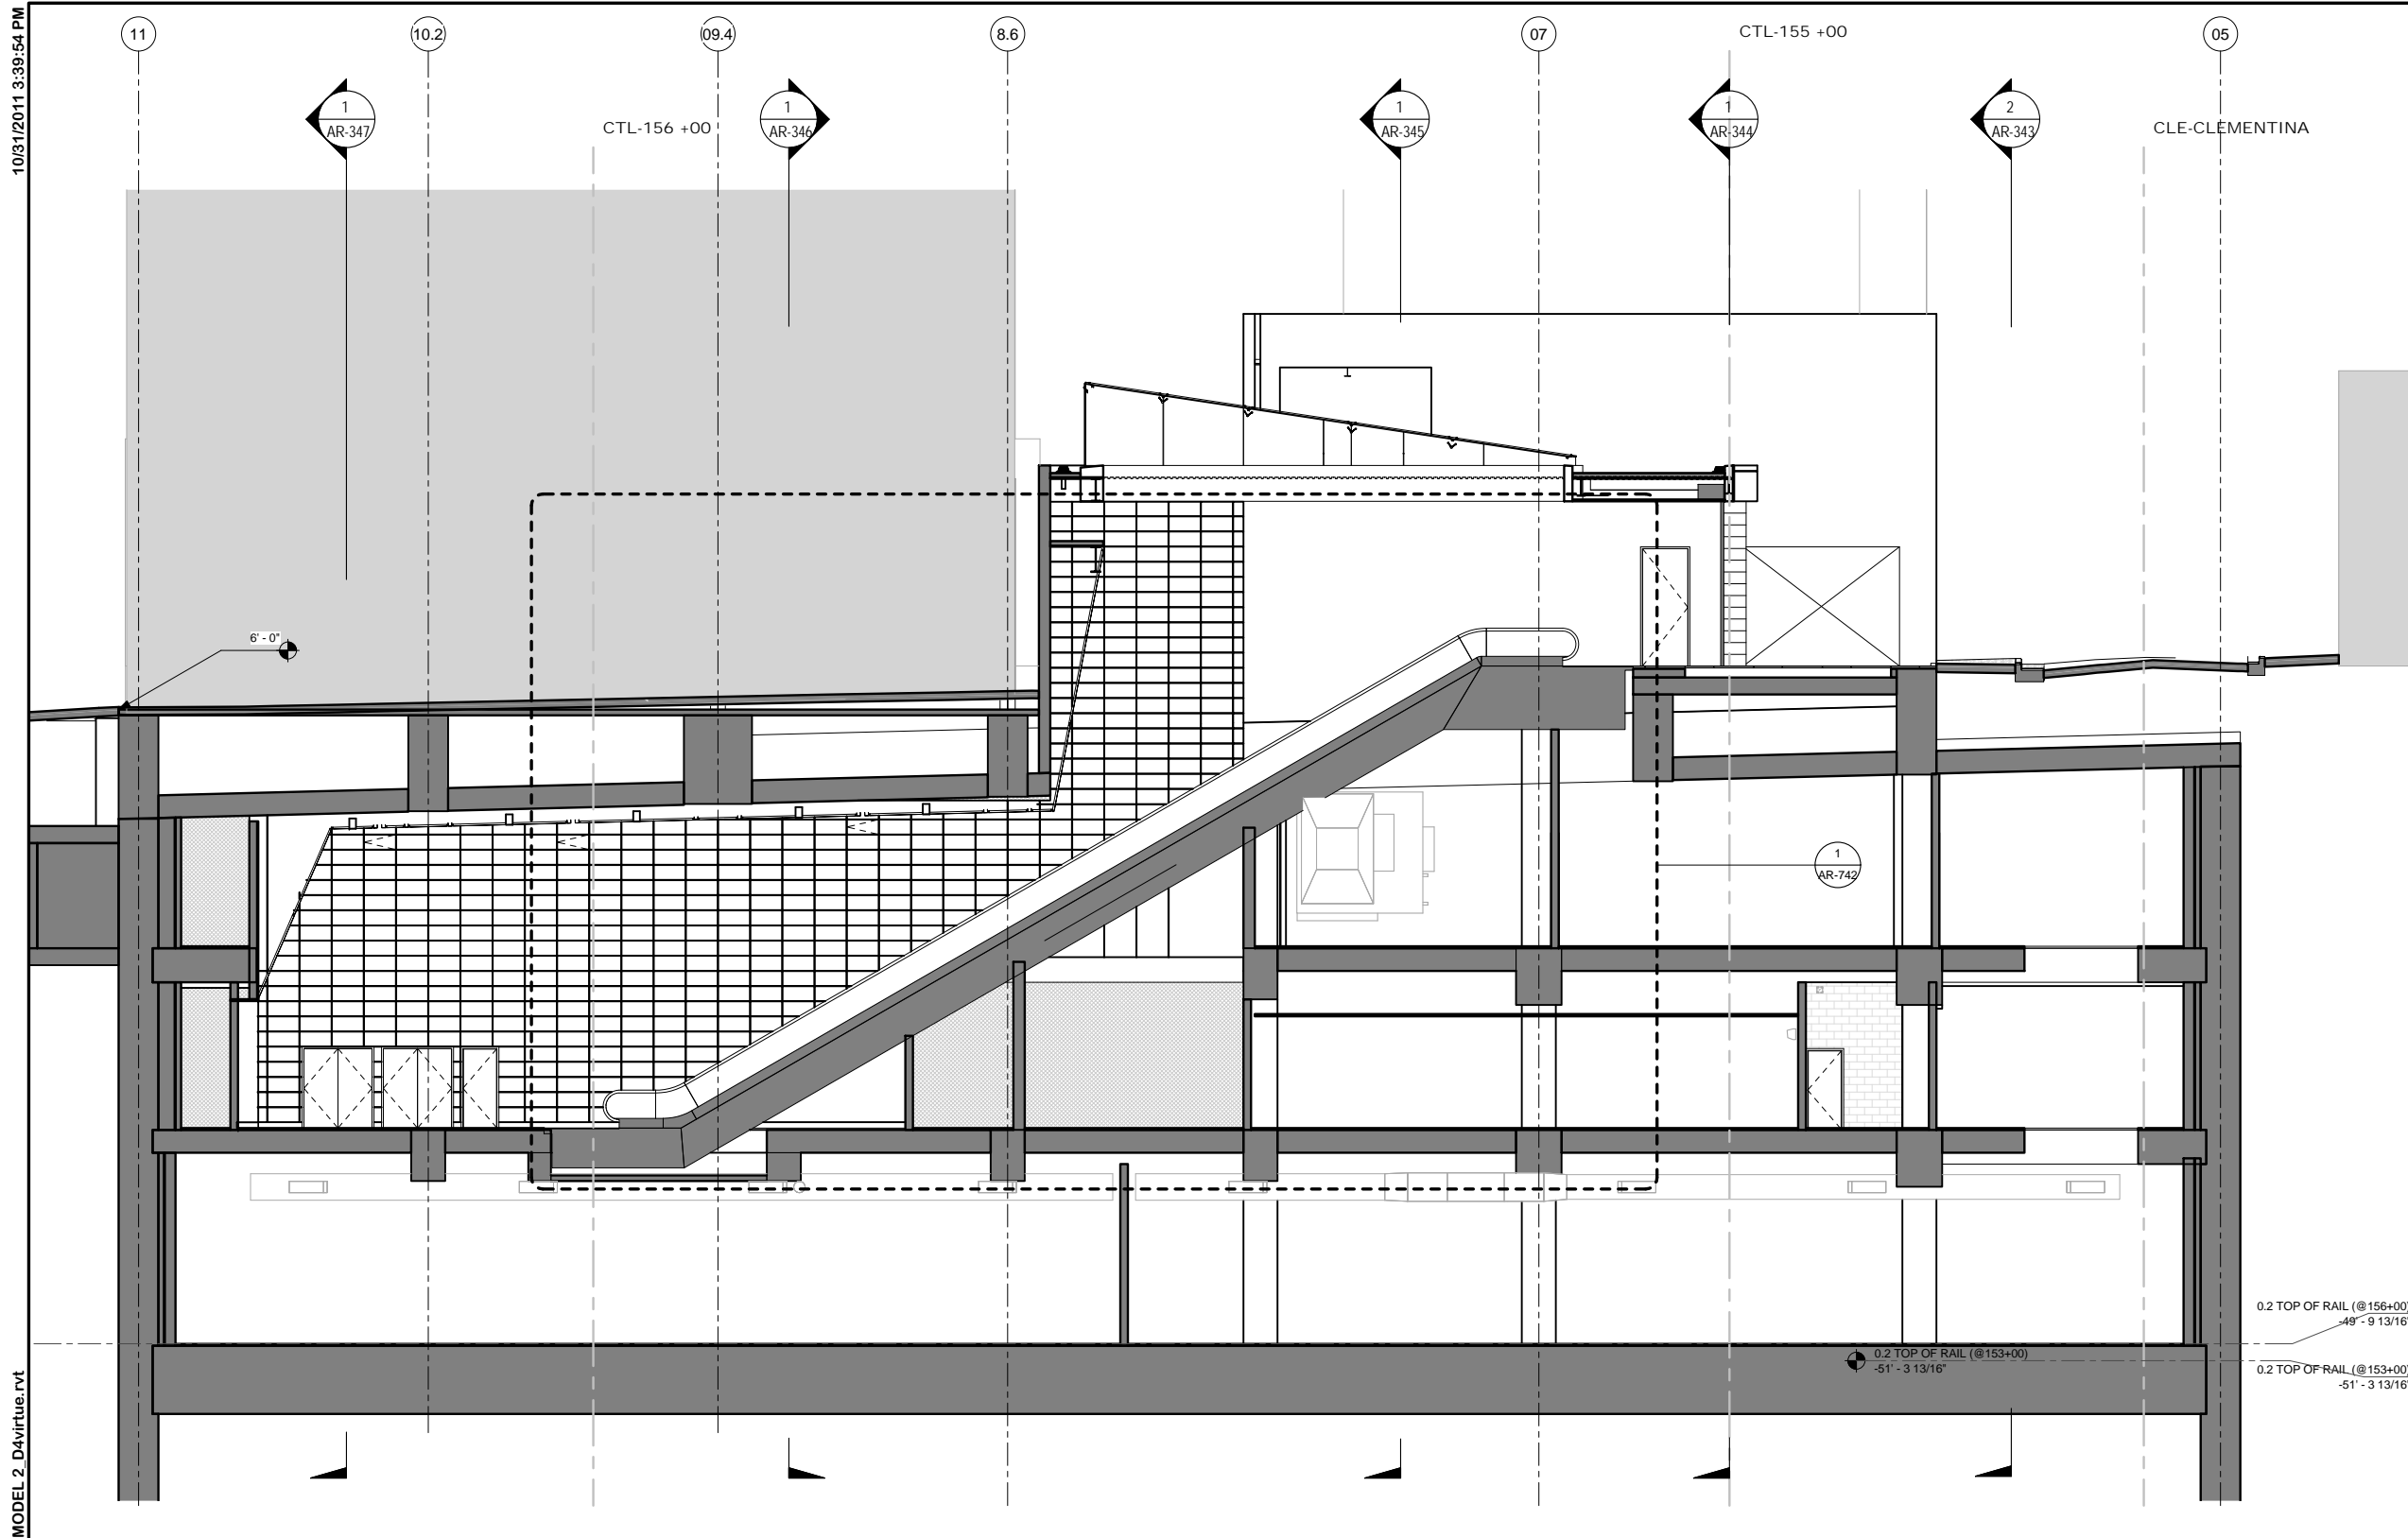 10/31/2011 3:39:54 PM
11
10.2
09.4
8.6
07
CTL-155 +00
05
1
AR-347
CTL-156 +00
1
AR-346
1
AR-345
1
AR-344
2
AR-343
CLE-CLEMENTINA
6' - 0"
1
AR-742
0.2 TOP OF RAIL (@156+00)
-49' - 9 13/16"
0.2 TOP OF RAIL (@153+00)
-51' - 3 13/16"
0.2 TOP OF RAIL (@153+00)
-51' - 3 13/16"
MODEL 2_D4virtue.rvt